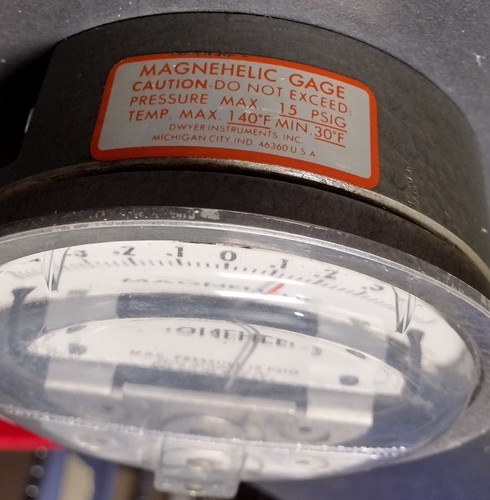 MAGNEHELIC GAGE
CAUTION-DO NOT EXCEED:
PRESSURE MAX. 15 PSIG
TEMP. MAX. 140°F MIN. 30°F
DWYER INSTRUMENTS, INC.
MICHIGAN CITY, IND. 46360 U.S.A.
.3 .2 .1 0 .1 .2 .3